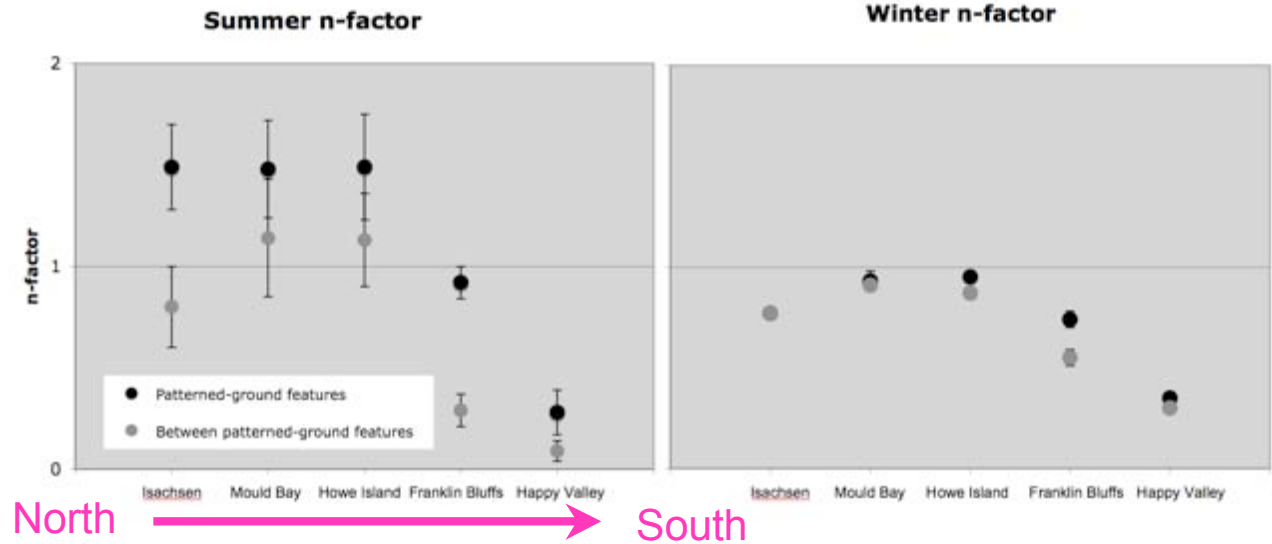 Summer n-factor
Winter n-factor
n-factor
2
1
0
Patterned-ground features
Between patterned-ground features
Isachsen Mould Bay Howe Island Franklin Bluffs Happy Valley
Isachsen Mould Bay Howe Island Franklin Bluffs Happy Valley
North
South